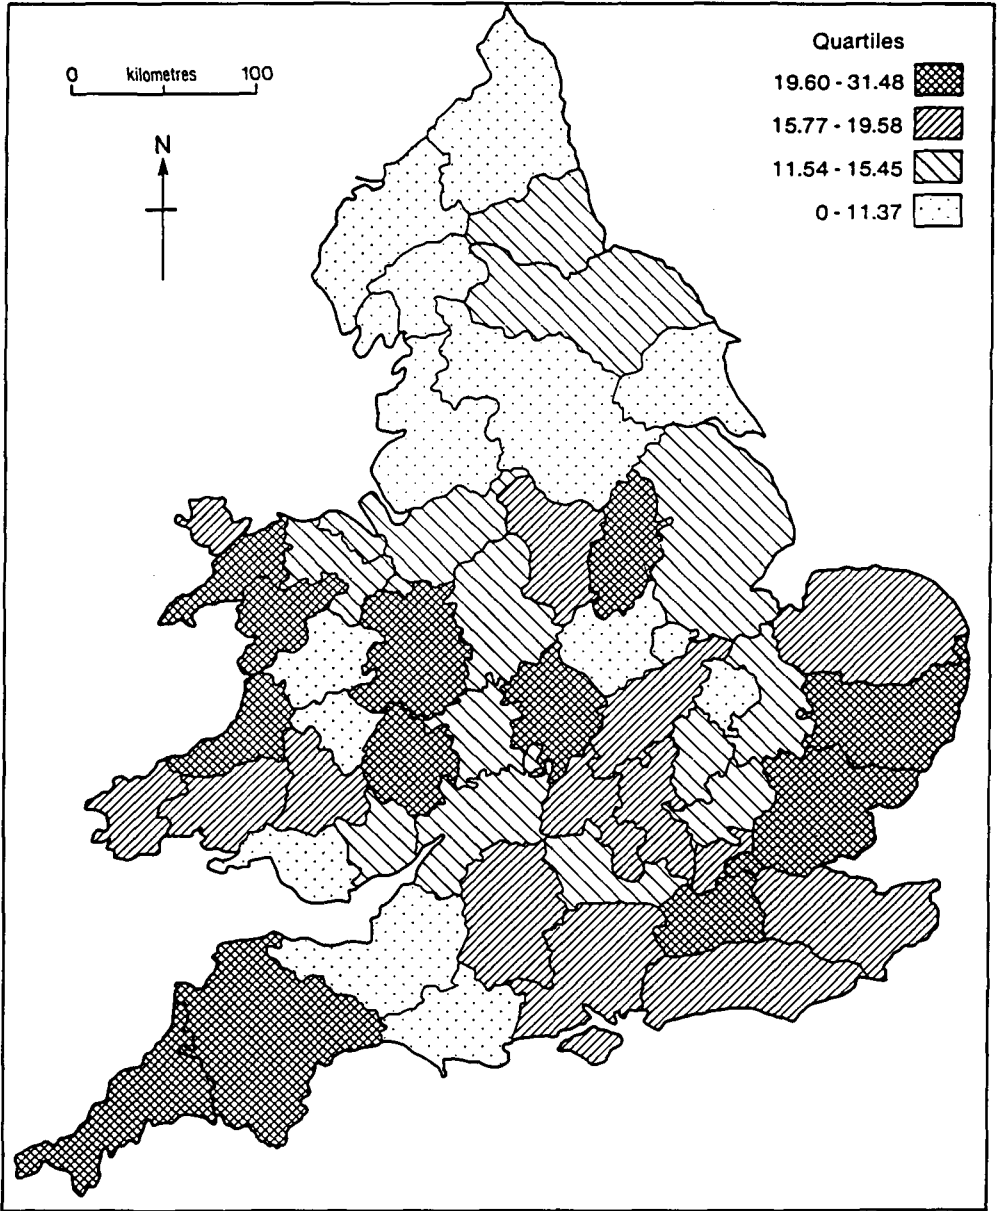 Quartiles
0 kilometres 100
19.60 - 31.48
15.77 - 19.58
N
11.54 - 15.45
0 - 11.37